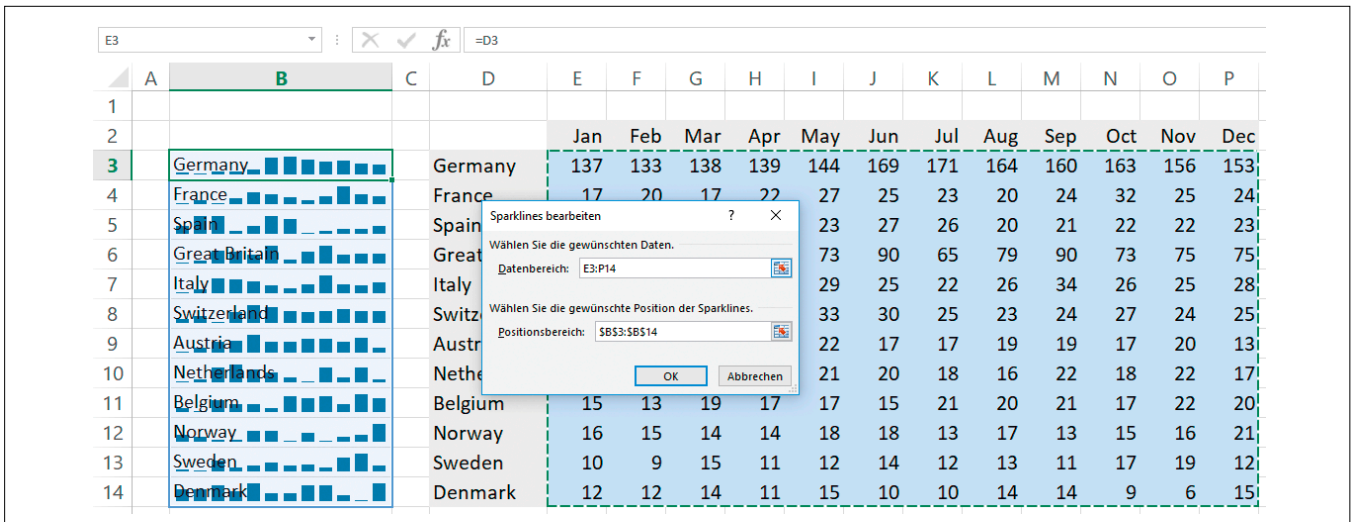 E3 fx =D3
A B C D E F G H I J K L M N O P
1
2 Jan Feb Mar Apr May Jun Jul Aug Sep Oct Nov Dec
3 Germany Germany 137 133 138 139 144 169 171 164 160 163 156 153
4 France France 17 20 17 22 27 25 23 20 24 32 25 24
Sparklines bearbeiten ?
5 Spain Spain 23 27 26 20 21 22 22 23
Wählen Sie die gewünschten Daten.
6 Great Britain Great 73 90 65 79 90 73 75 75
Datenbereich: E3:P14
7 Italy Italy 29 25 22 26 34 26 25 28
Wählen Sie die gewünschte Position der Sparklines.
8 Switzerland Switz 33 30 25 23 24 27 24 25
Positionsbereich: $B$3:$B$14
9 Austria Austr 22 17 17 19 19 17 20 13
10 Netherlands Nethe 21 20 18 16 22 18 22 17
OK Abbrechen
11 Belgium Belgium 15 13 19 17 17 15 21 20 21 17 22 20
12 Norway Norway 16 15 14 14 18 18 13 17 13 15 16 21
13 Sweden Sweden 10 9 15 11 12 14 12 13 11 17 19 12
14 Denmark Denmark 12 12 14 11 15 10 10 14 14 9 6 15